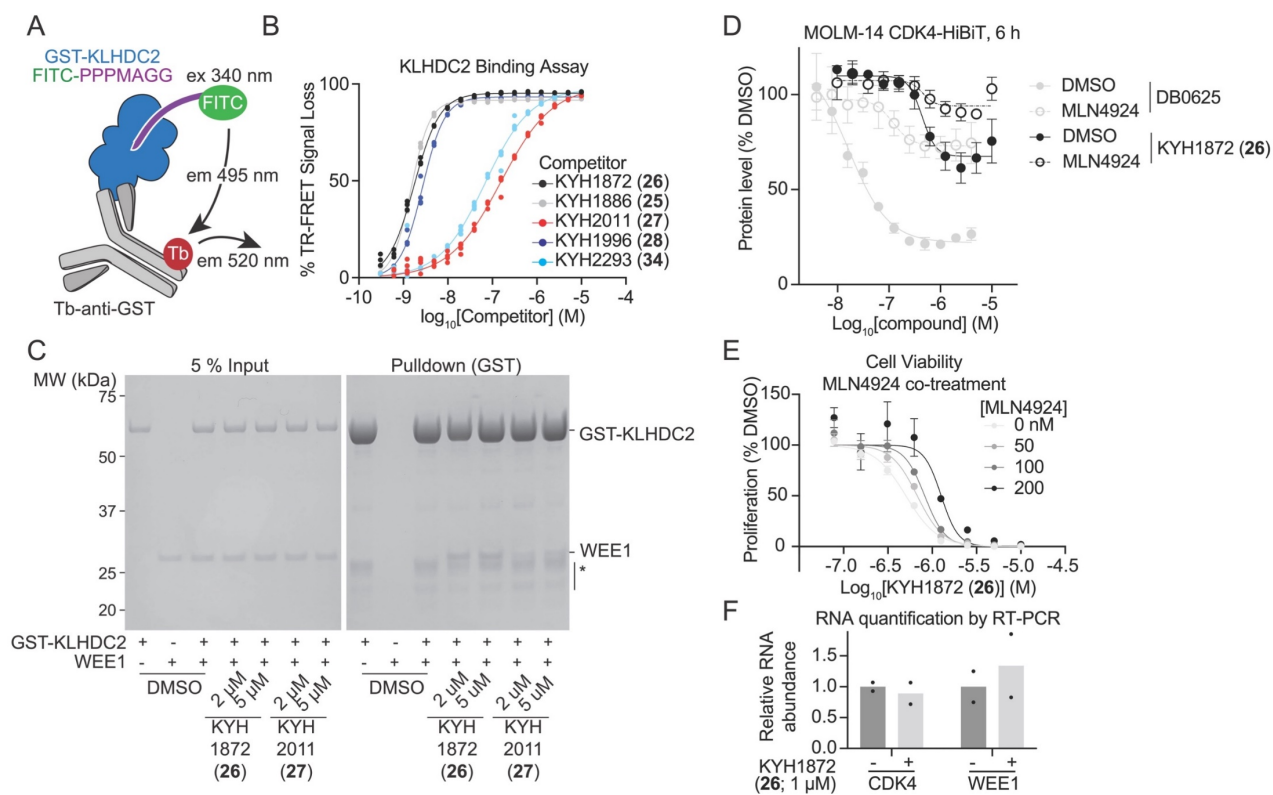 A
GST-KLHDC2
FITC-PPPMAGG
ex 340 nm
FITC
em 495 nm
Tb
em 520 nm
Tb-anti-GST
B
KLHDC2 Binding Assay
% TR-FRET Signal Loss
100
50
0
-10 -9 -8 -7 -6 -5 -4
log10[Competitor] (M)
Competitor
KYH1872 (26)
KYH1886 (25)
KYH2011 (27)
KYH1996 (28)
KYH2293 (34)
C
5 % Input
Pulldown (GST)
MW (kDa)
75
50
37
25
20
GST-KLHDC2
WEE1
*
GST-KLHDC2 + - + + + + + + - + + + + +
WEE1 - + + + + + + - + + + + + +
DMSO 2 µM 5 µM 2 µM 5 µM DMSO 2 uM 5 uM 2 uM 5 uM
KYH KYH KYH KYH
1872 2011 1872 2011
(26) (27) (26) (27)
D
MOLM-14 CDK4-HiBiT, 6 h
Protein level (% DMSO)
100
50
0
-8 -7 -6 -5
Log10[compound] (M)
DMSO
MLN4924
DB0625
DMSO
MLN4924
KYH1872 (26)
E
Cell Viability
MLN4924 co-treatment
Proliferation (% DMSO)
150
100
50
0
-7.0 -6.5 -6.0 -5.5 -5.0 -4.5
Log10[KYH1872 (26)] (M)
[MLN4924]
0 nM
50
100
200
F
RNA quantification by RT-PCR
Relative RNA
abundance
1.5
1.0
0.5
0.0
KYH1872 - + - +
(26; 1 µM) CDK4 WEE1